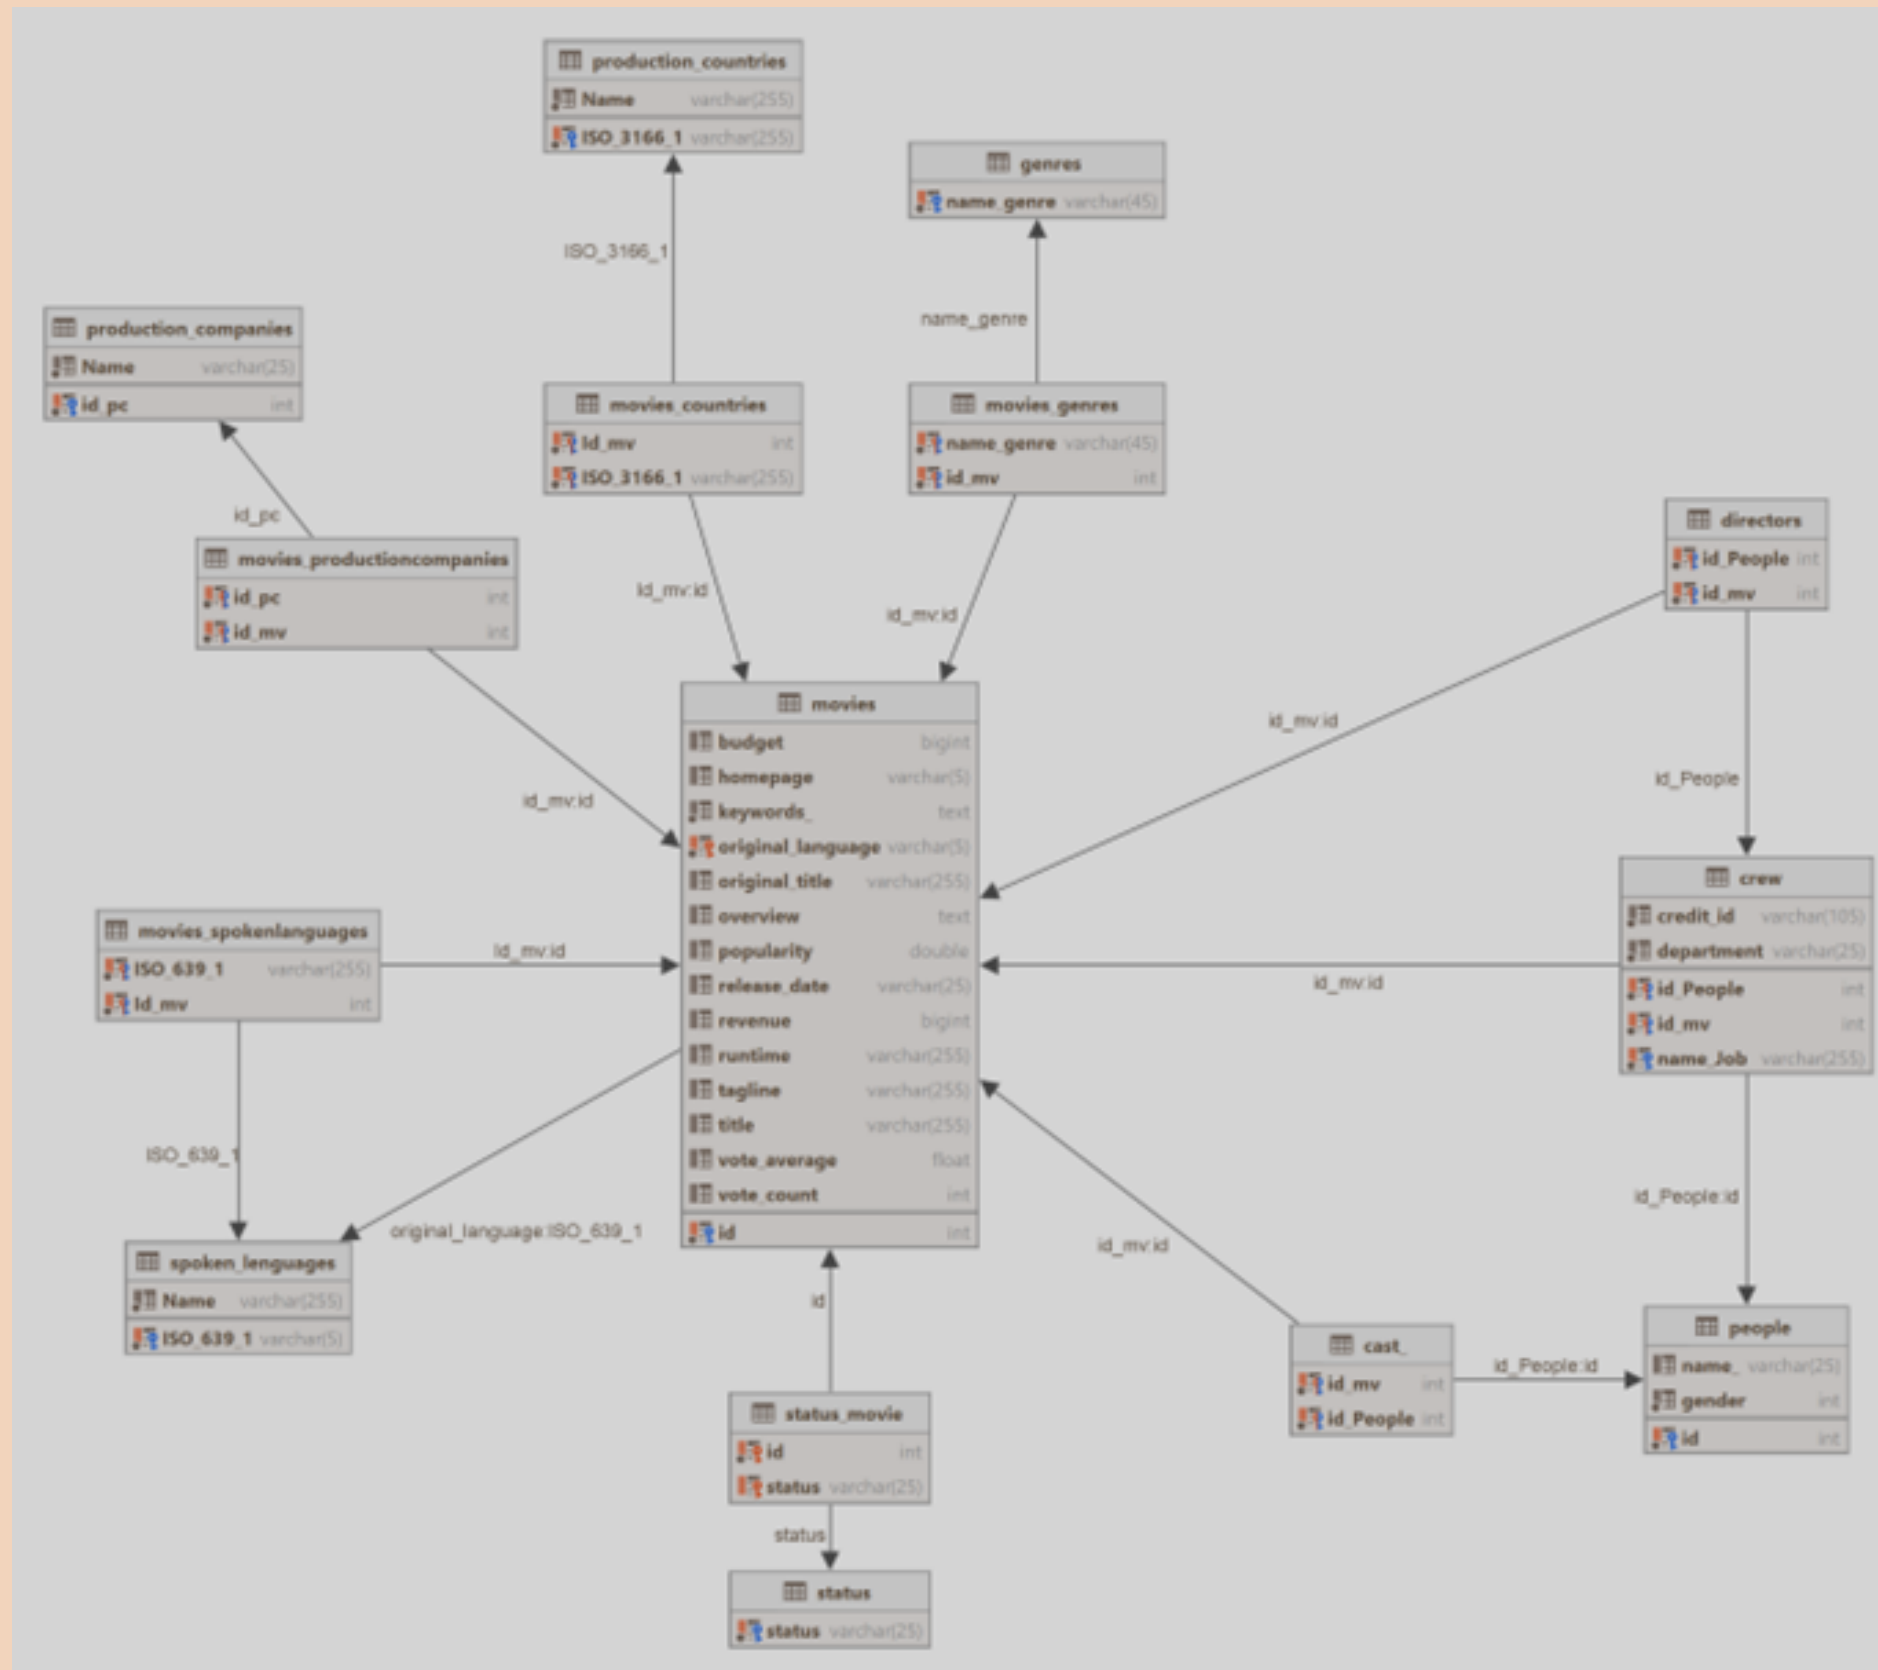 production_countries
Name varchar(255)
ISO_3166_1 varchar(255)
genres
name_genre varchar(45)
ISO_3166_1
name_genre
production_companies
Name varchar(25)
id_pc int
movies_countries
Id_mv int
ISO_3166_1 varchar(255)
movies_genres
name_genre varchar(45)
id_mv int
id_pc
movies_productioncompanies
id_pc int
id_mv int
Id_mv:id
id_mv:id
directors
id_People int
id_mv int
id_mv:id
id_mv:id
id_People
movies
budget bigint
homepage varchar(5)
keywords_ text
original_language varchar(5)
original_title varchar(255)
overview text
popularity double
release_date varchar(25)
revenue bigint
runtime varchar(255)
tagline varchar(255)
title varchar(255)
vote_average float
vote_count int
id int
crew
credit_id varchar(105)
department varchar(25)
id_People int
id_mv int
name_Job varchar(255)
movies_spokenlanguages
ISO_639_1 varchar(255)
Id_mv int
Id_mv:id
id_mv:id
ISO_639_1
original_language:ISO_639_1
id_People:id
id_mv:id
spoken_lenguages
Name varchar(255)
ISO_639_1 varchar(5)
id
cast_
id_mv int
id_People int
id_People:id
people
name_ varchar(25)
gender int
id int
status_movie
id int
status varchar(25)
status
status
status varchar(25)